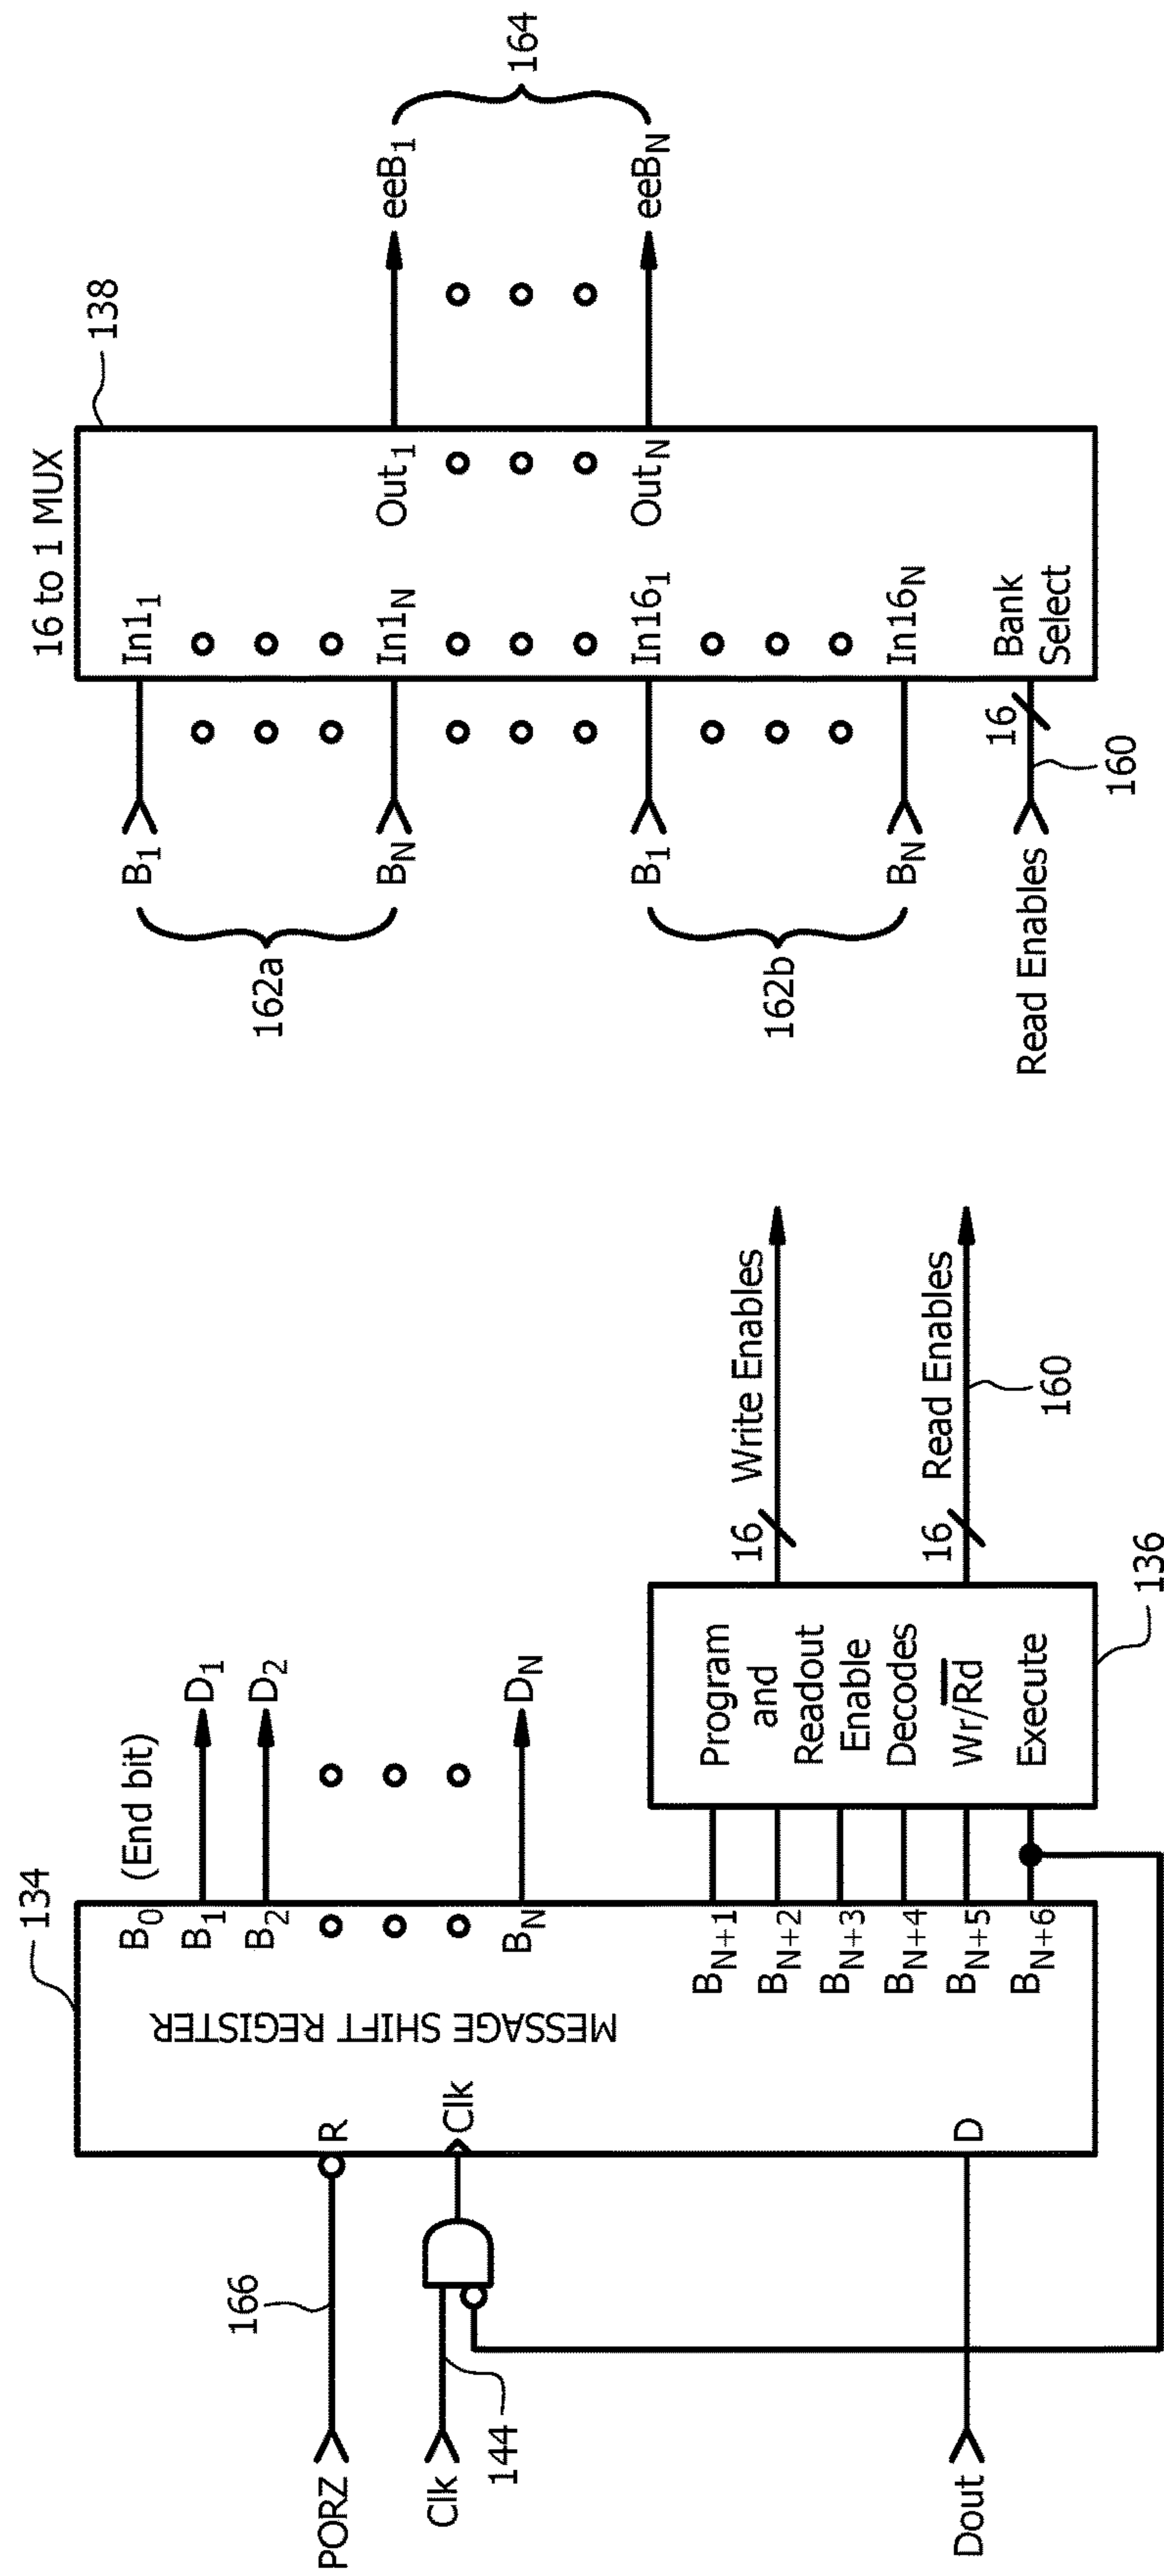 134
B0 (End bit)
B1
D1
B2
D2
BN
DN
MESSAGE SHIFT REGISTER
PORZ
166
R
Clk
144
Clk
Dout
D
BN+1
BN+2
BN+3
BN+4
BN+5
BN+6
Program
and
Readout
Enable
Decodes
Wr/R̅d̅
Execute
136
16
Write Enables
16
Read Enables
160
16 to 1 MUX
138
B1
In11
BN
In1N
162a
B1
In161
BN
In16N
162b
Read Enables
16
160
Bank
Select
Out1
eeB1
OutN
eeBN
164